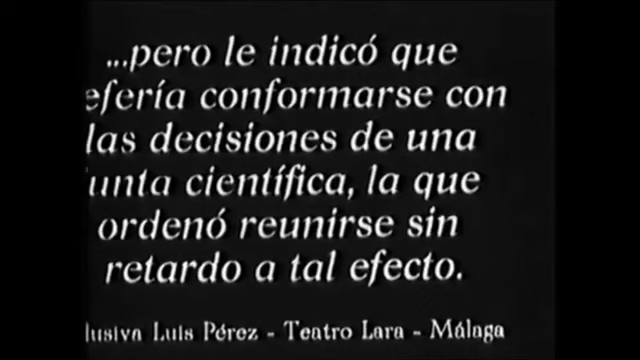 ...pero le indicó que
efería conformarse con
las decisiones de una
unta científica, la que
ordenó reunirse sin
retardo a tal efecto.
lusiva Luis Pérez - Teatro Lara - Málaga